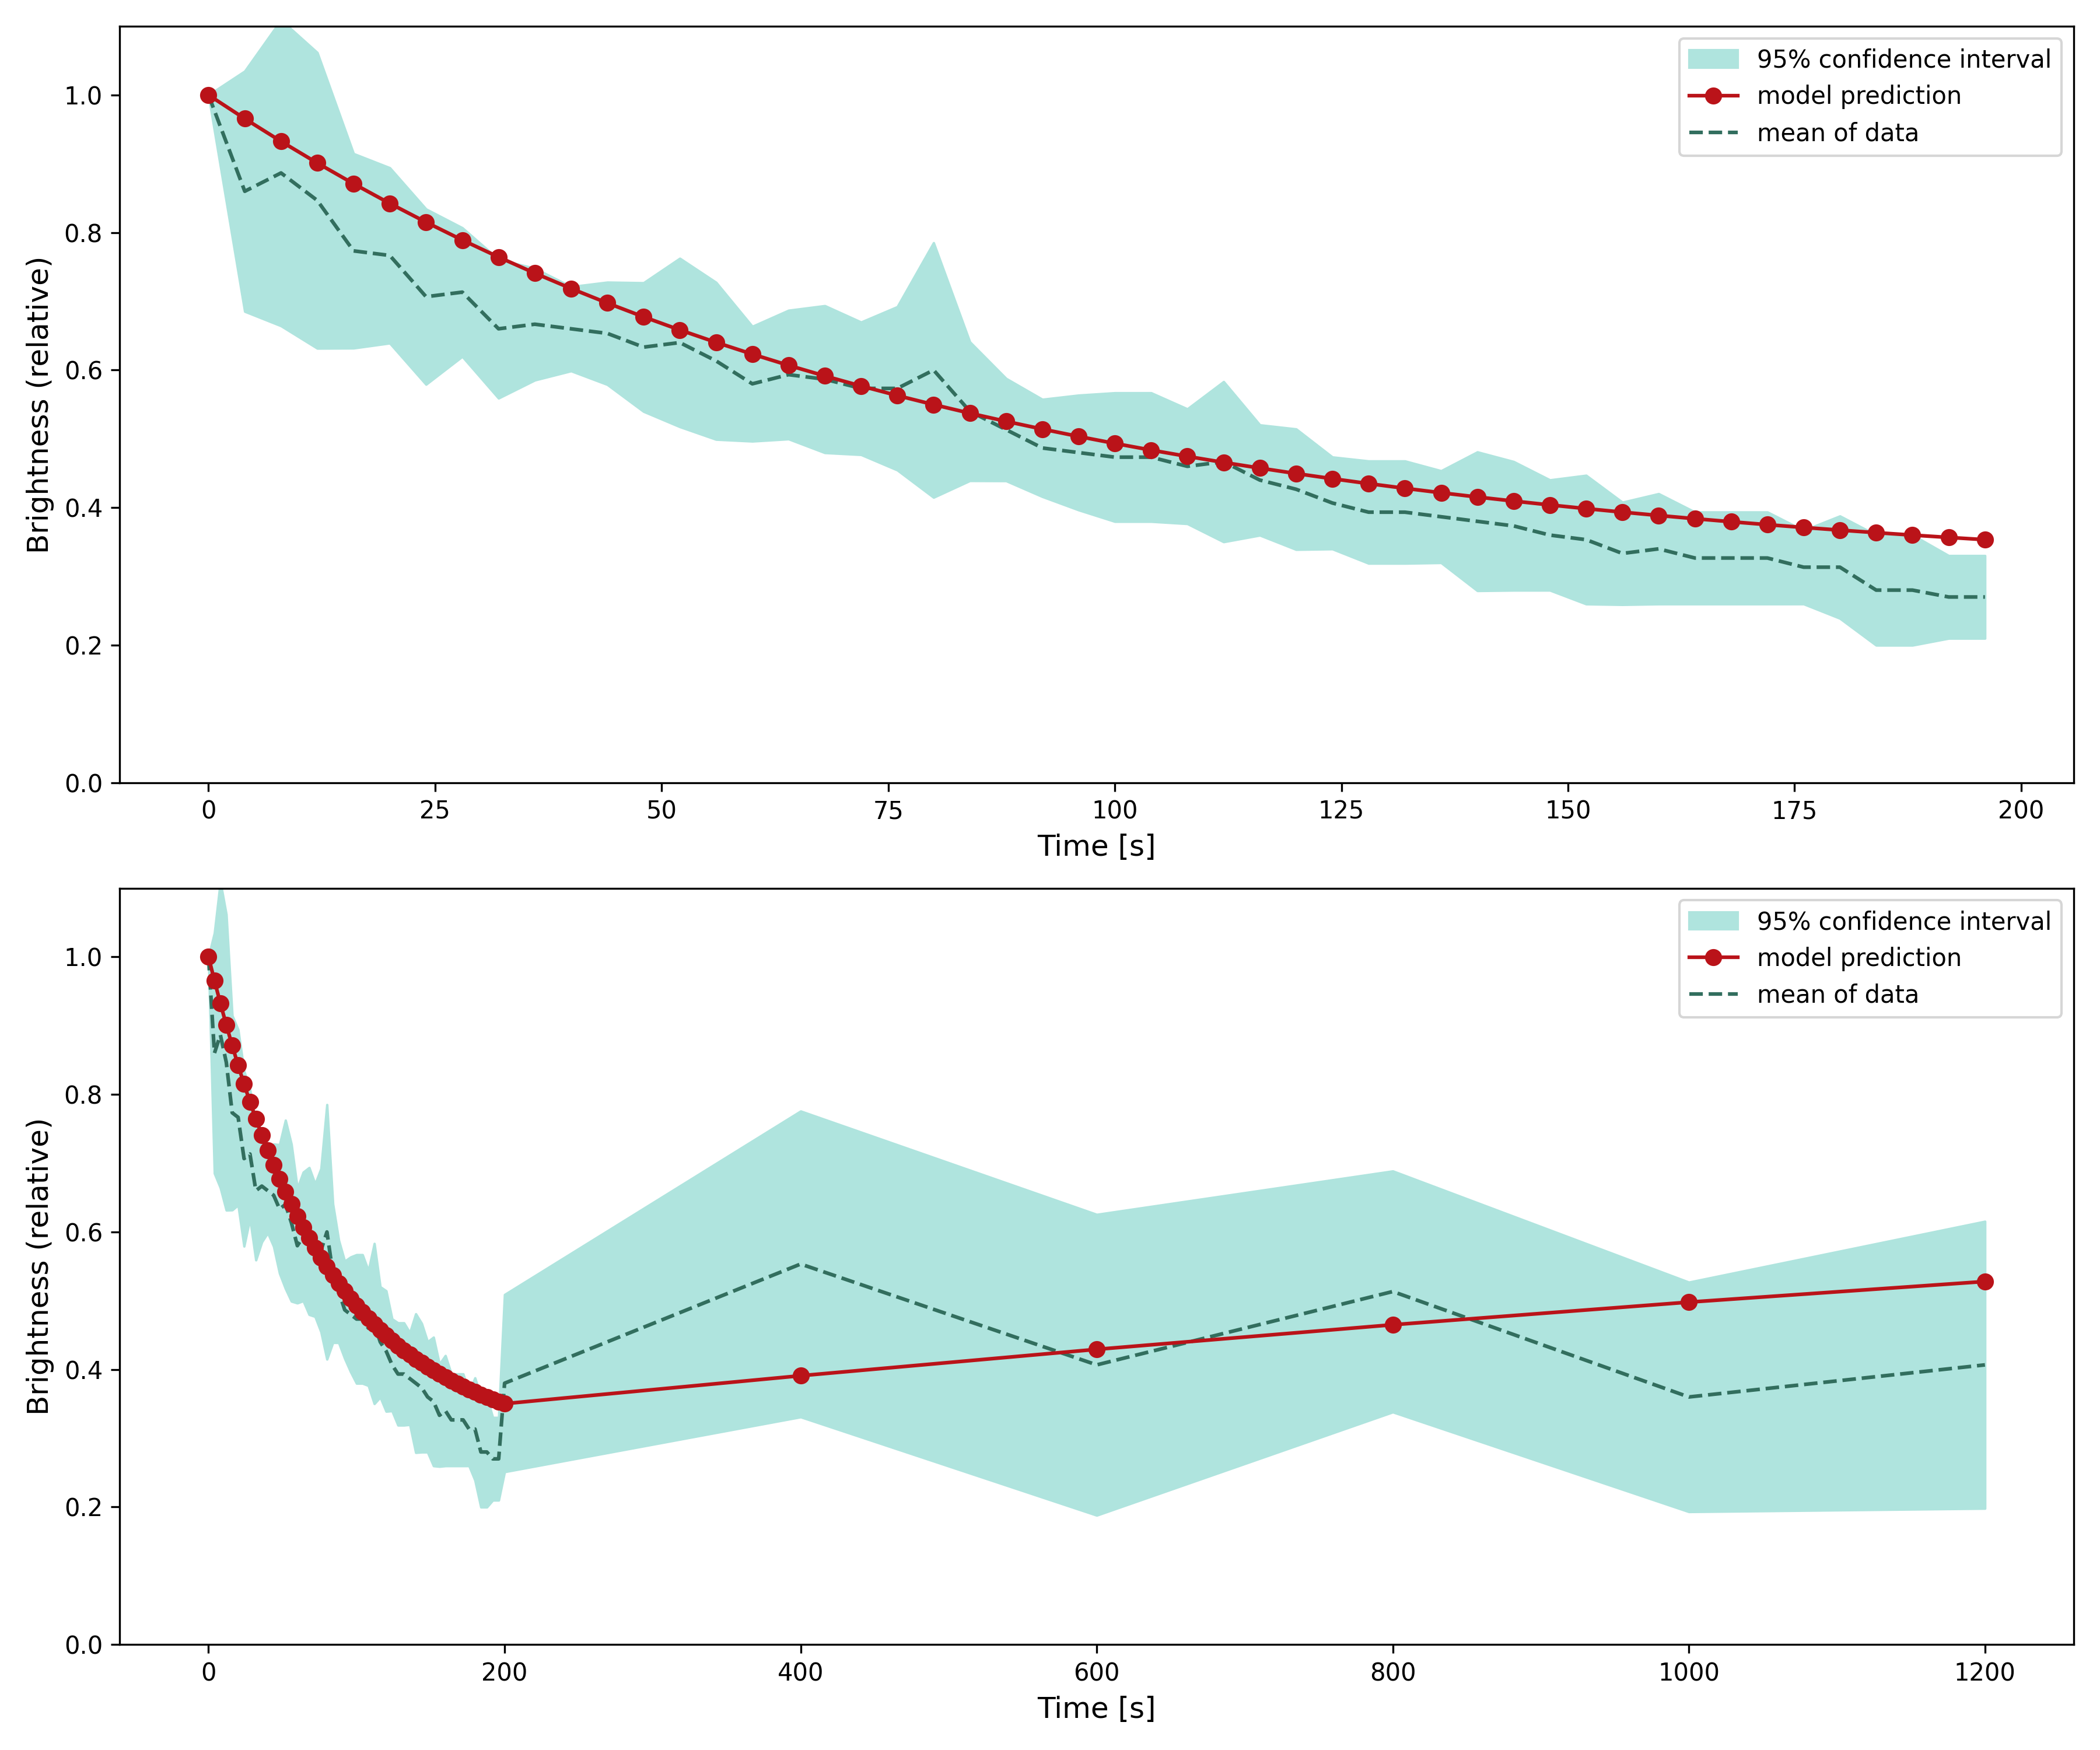 95% confidence interval
model prediction
mean of data
1.0
0.8
0.6
0.4
0.2
0.0
Brightness (relative)
0 25 50 75 100 125 150 175 200
Time [s]
95% confidence interval
model prediction
mean of data
1.0
0.8
0.6
0.4
0.2
0.0
Brightness (relative)
0 200 400 600 800 1000 1200
Time [s]